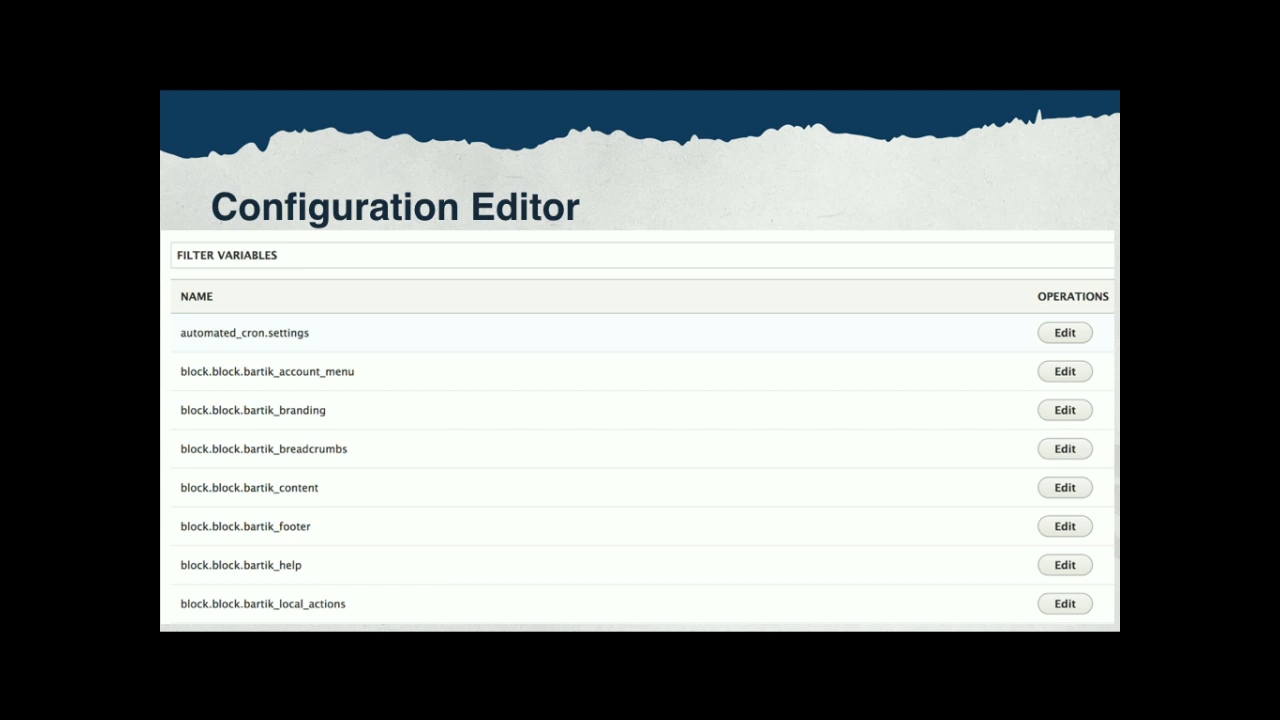 Configuration Editor
FILTER VARIABLES
NAME OPERATIONS
automated_cron.settings Edit
block.block.bartik_account_menu Edit
block.block.bartik_branding Edit
block.block.bartik_breadcrumbs Edit
block.block.bartik_content Edit
block.block.bartik_footer Edit
block.block.bartik_help Edit
block.block.bartik_local_actions Edit